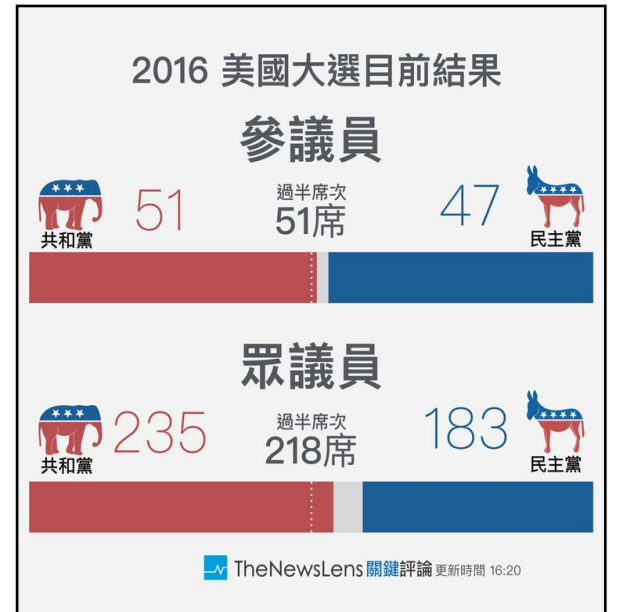 2016 美國大選目前結果
參議員
共和黨
51
過半席次
51席
47
民主黨
眾議員
共和黨
235
過半席次
218席
183
民主黨
TheNewsLens 關鍵評論 更新時間 16:20